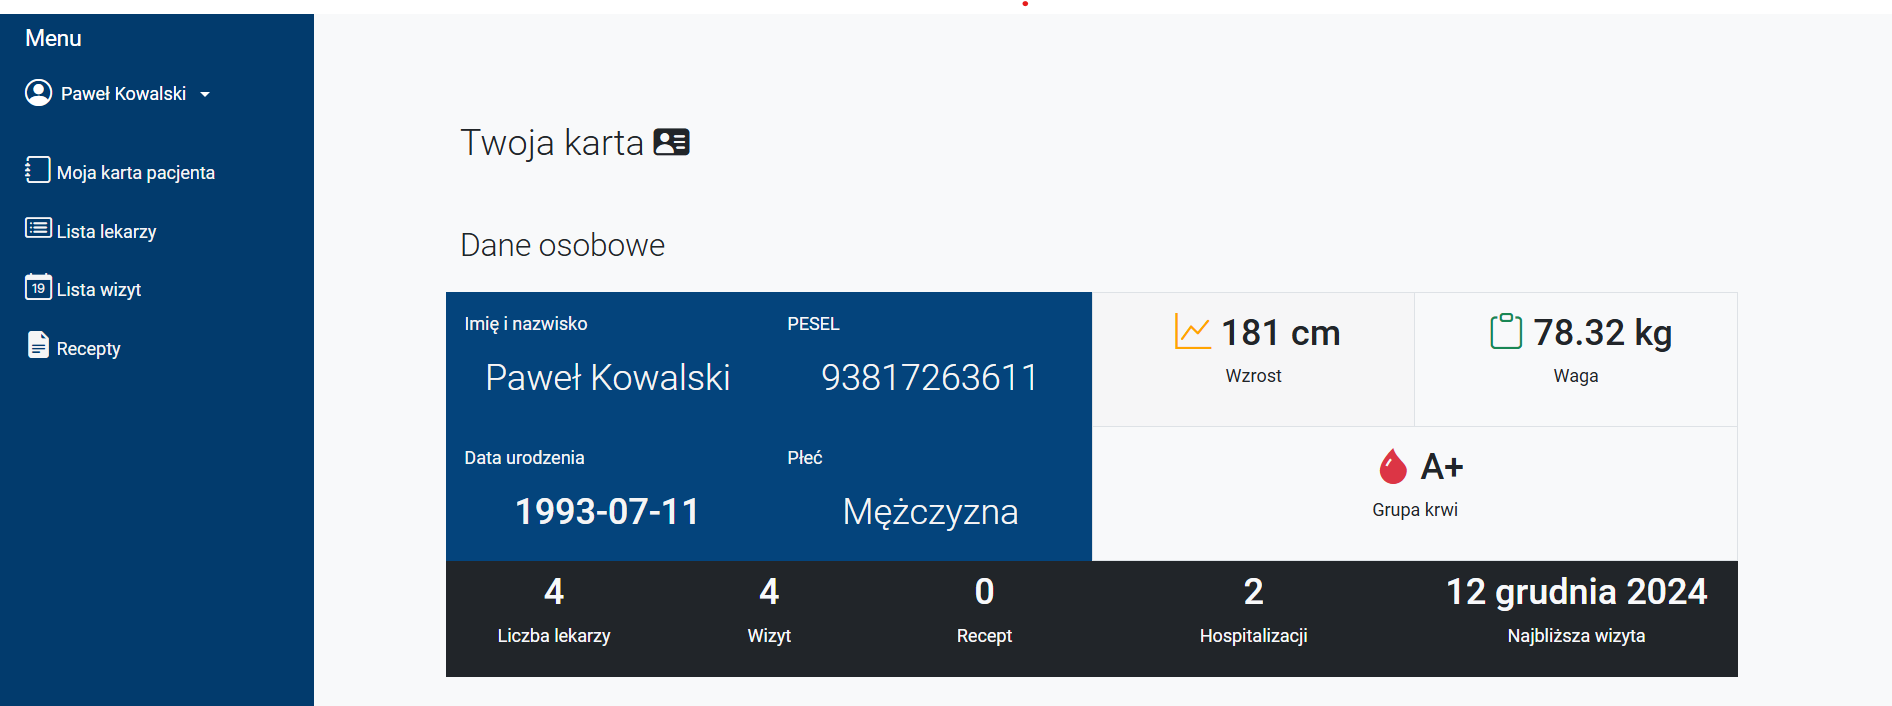 Menu
Paweł Kowalski
Moja karta pacjenta
Lista lekarzy
19 Lista wizyt
Recepty
Twoja karta
Dane osobowe
Imię i nazwisko
Paweł Kowalski
PESEL
93817263611
Data urodzenia
1993-07-11
Płeć
Mężczyzna
181 cm
Wzrost
78.32 kg
Waga
A+
Grupa krwi
4
Liczba lekarzy
4
Wizyt
0
Recept
2
Hospitalizacji
12 grudnia 2024
Najbliższa wizyta